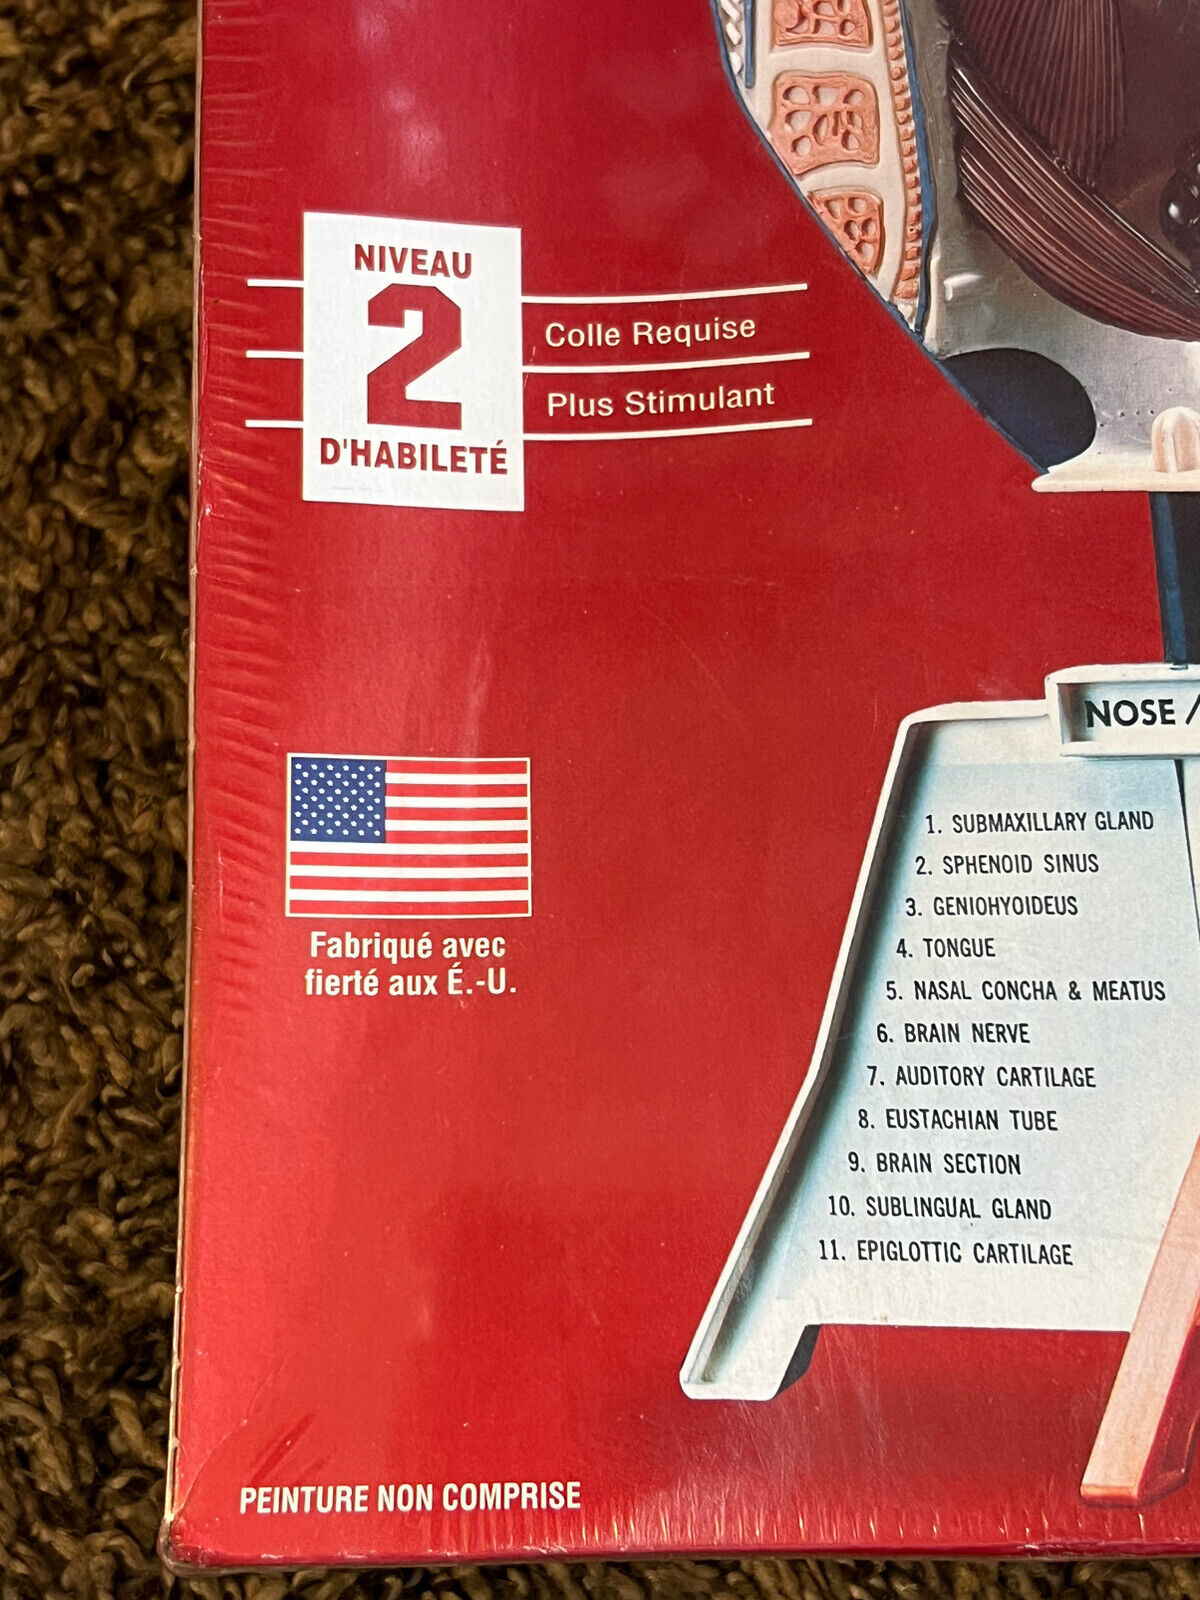 NIVEAU
2
D'HABILETÉ
Colle Requise
Plus Stimulant
NOSE /
1. SUBMAXILLARY GLAND
2. SPHENOID SINUS
3. GENIOHYOIDEUS
4. TONGUE
5. NASAL CONCHA & MEATUS
6. BRAIN NERVE
7. AUDITORY CARTILAGE
8. EUSTACHIAN TUBE
9. BRAIN SECTION
10. SUBLINGUAL GLAND
11. EPIGLOTTIC CARTILAGE
Fabriqué avec
fierté aux É.-U.
PEINTURE NON COMPRISE